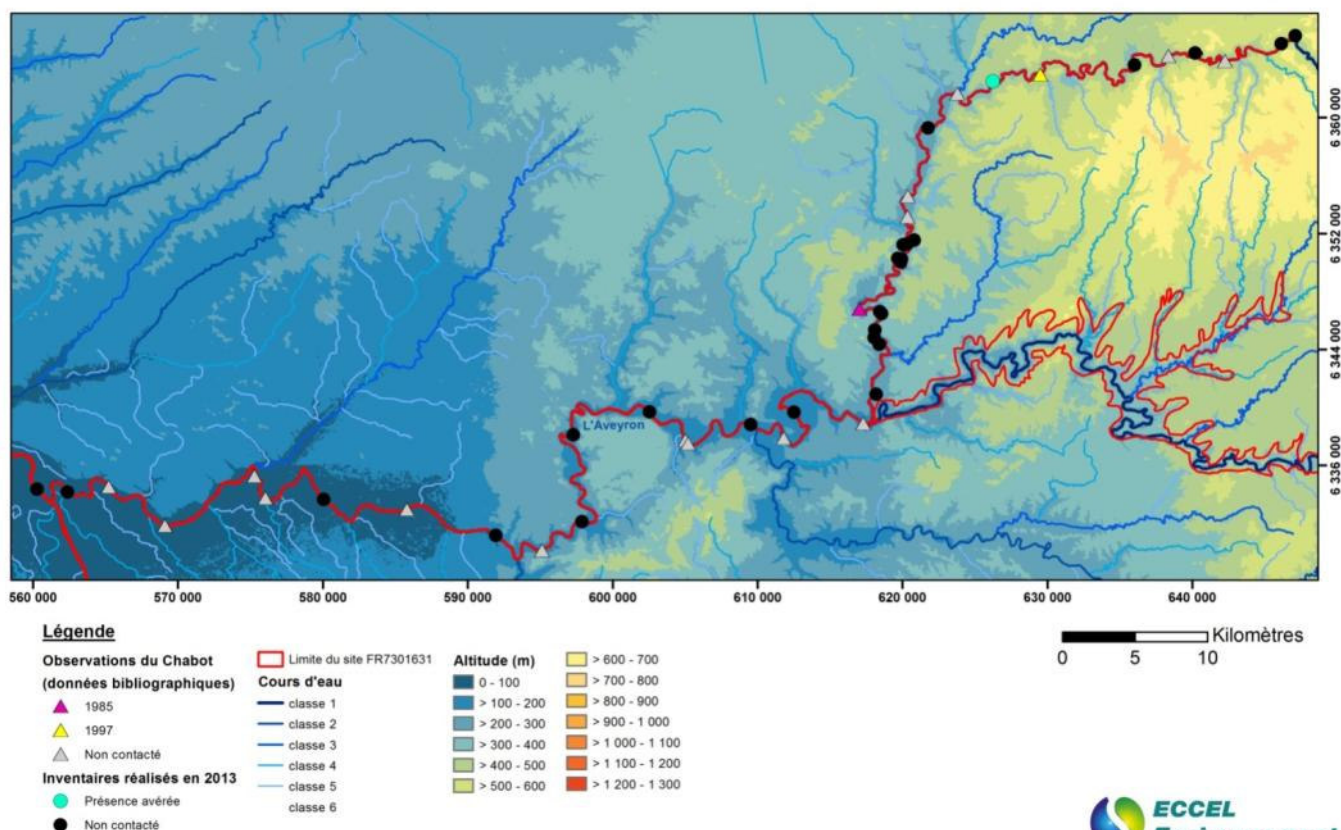 6 360 000
6 352 000
6 344 000
6 336 000
L'Aveyron
560 000 570 000 580 000 590 000 600 000 610 000 620 000 630 000 640 000
Légende
Observations du Chabot
(données bibliographiques)
1985
1997
Non contacté
Inventaires réalisés en 2013
Présence avérée
Non contacté
Limite du site FR7301631
Cours d'eau
classe 1
classe 2
classe 3
classe 4
classe 5
classe 6
Altitude (m)
0 - 100
> 100 - 200
> 200 - 300
> 300 - 400
> 400 - 500
> 500 - 600
> 600 - 700
> 700 - 800
> 800 - 900
> 900 - 1 000
> 1 000 - 1 100
> 1 100 - 1 200
> 1 200 - 1 300
Kilomètres
0 5 10
ECCEL